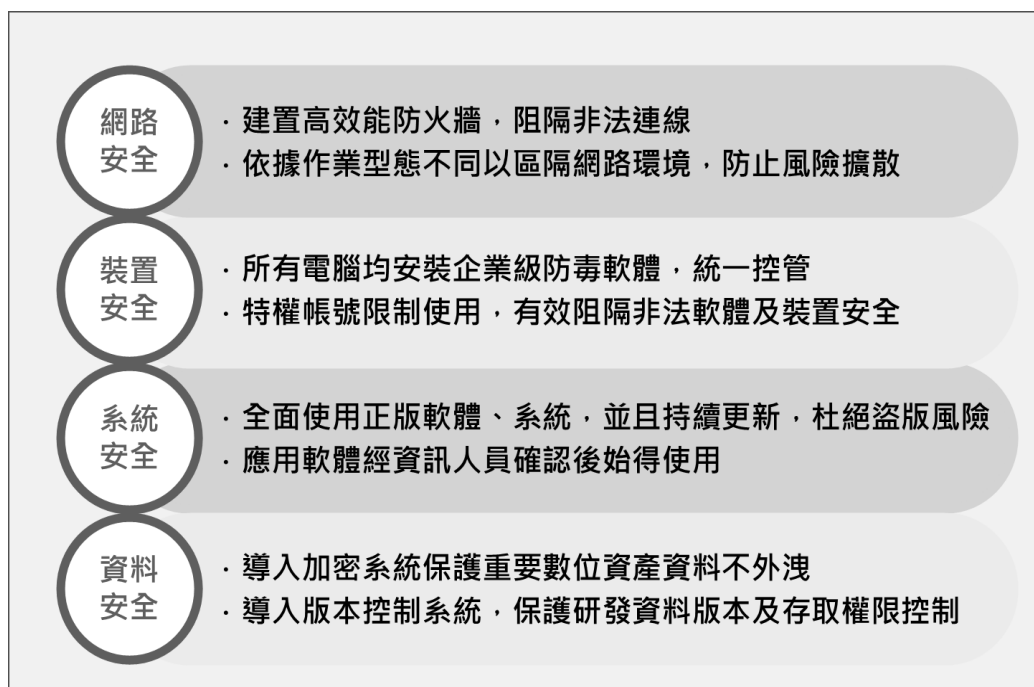 網路
安全
· 建置高效能防火牆，阻隔非法連線
· 依據作業型態不同以區隔網路環境，防止風險擴散
裝置
安全
· 所有電腦均安裝企業級防毒軟體，統一控管
· 特權帳號限制使用，有效阻隔非法軟體及裝置安全
系統
安全
· 全面使用正版軟體、系統，並且持續更新，杜絕盜版風險
· 應用軟體經資訊人員確認後始得使用
資料
安全
· 導入加密系統保護重要數位資產資料不外洩
· 導入版本控制系統，保護研發資料版本及存取權限控制